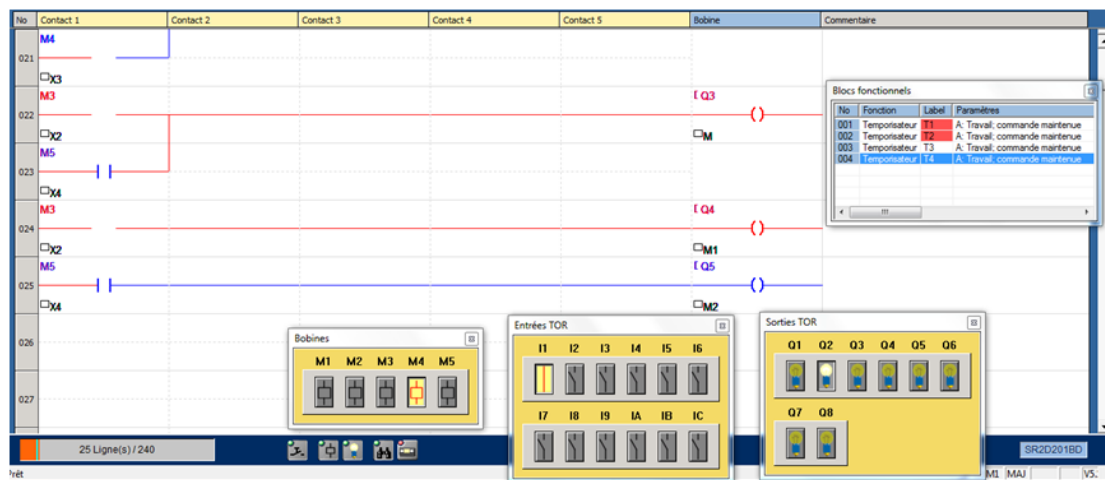 No Contact 1 Contact 2 Contact 3 Contact 4 Contact 5 Bobine Commentaire
M4
021
X3
M3 [ Q3
022
X2 M
M5
023
X4
M3 [ Q4
024
X2 M1
M5 [ Q5
025
X4 M2
026
027
Blocs fonctionnels
No Fonction Label Paramètres
001 Temporisateur T1 A: Travail; commande maintenue
002 Temporisateur T2 A: Travail; commande maintenue
003 Temporisateur T3 A: Travail; commande maintenue
004 Temporisateur T4 A: Travail; commande maintenue
Bobines
M1 M2 M3 M4 M5
Entrées TOR
I1 I2 I3 I4 I5 I6
I7 I8 I9 IA IB IC
Sorties TOR
Q1 Q2 Q3 Q4 Q5 Q6
Q7 Q8
25 Ligne(s) / 240
SR2D201BD
Prêt
M1 MAJ